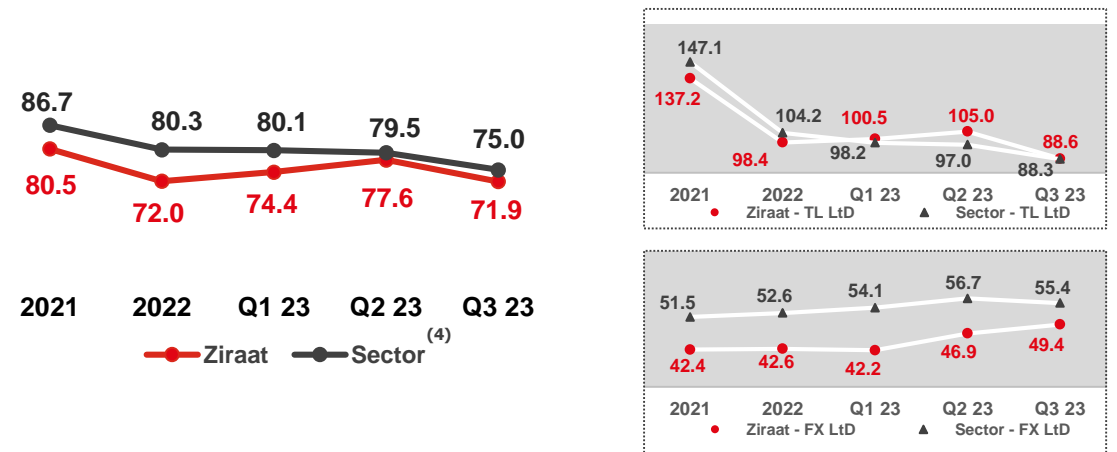 86.7 80.3 80.1 79.5 75.0
80.5 72.0 74.4 77.6 71.9
2021 2022 Q1 23 Q2 23 Q3 23
Ziraat Sector (4)
147.1 104.2 100.5 105.0 88.6
137.2 98.4 98.2 97.0 88.3
2021 2022 Q1 23 Q2 23 Q3 23
Ziraat - TL LtD Sector - TL LtD
51.5 52.6 54.1 56.7 55.4
42.4 42.6 42.2 46.9 49.4
2021 2022 Q1 23 Q2 23 Q3 23
Ziraat - FX LtD Sector - FX LtD